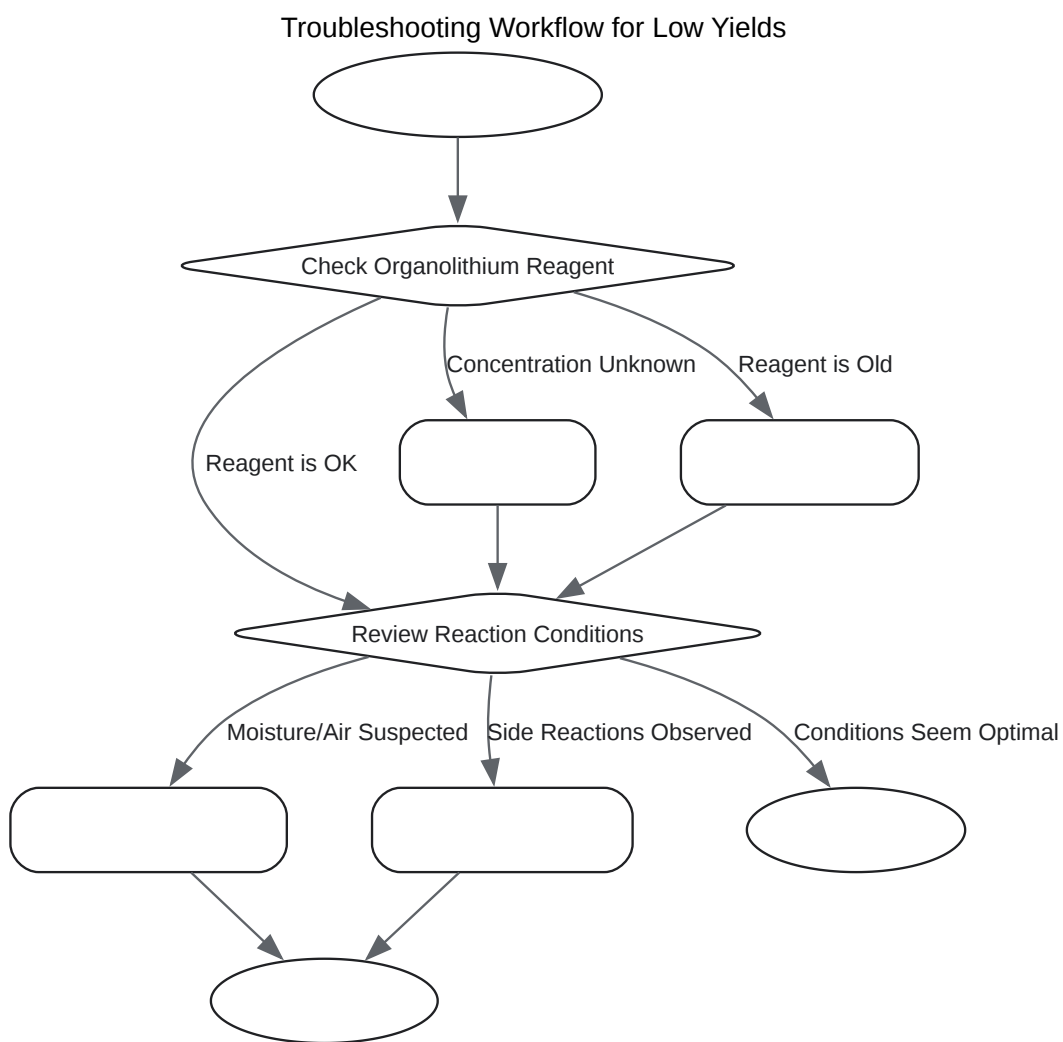 Troubleshooting Workflow for Low Yields
Check Organolithium Reagent
Concentration Unknown
Reagent is Old
Reagent is OK
Review Reaction Conditions
Moisture/Air Suspected
Side Reactions Observed
Conditions Seem Optimal